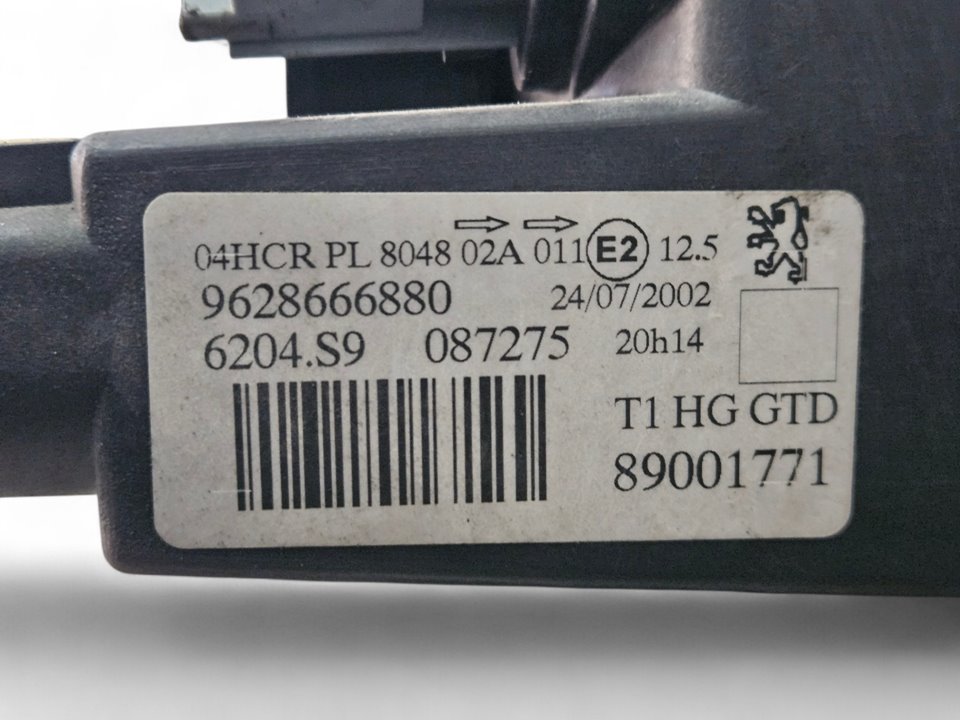 04HCR PL 8048 02A 011 E2 12.5
9628666880 24/07/2002
6204.S9 087275 20h14
T1 HG GTD
89001771